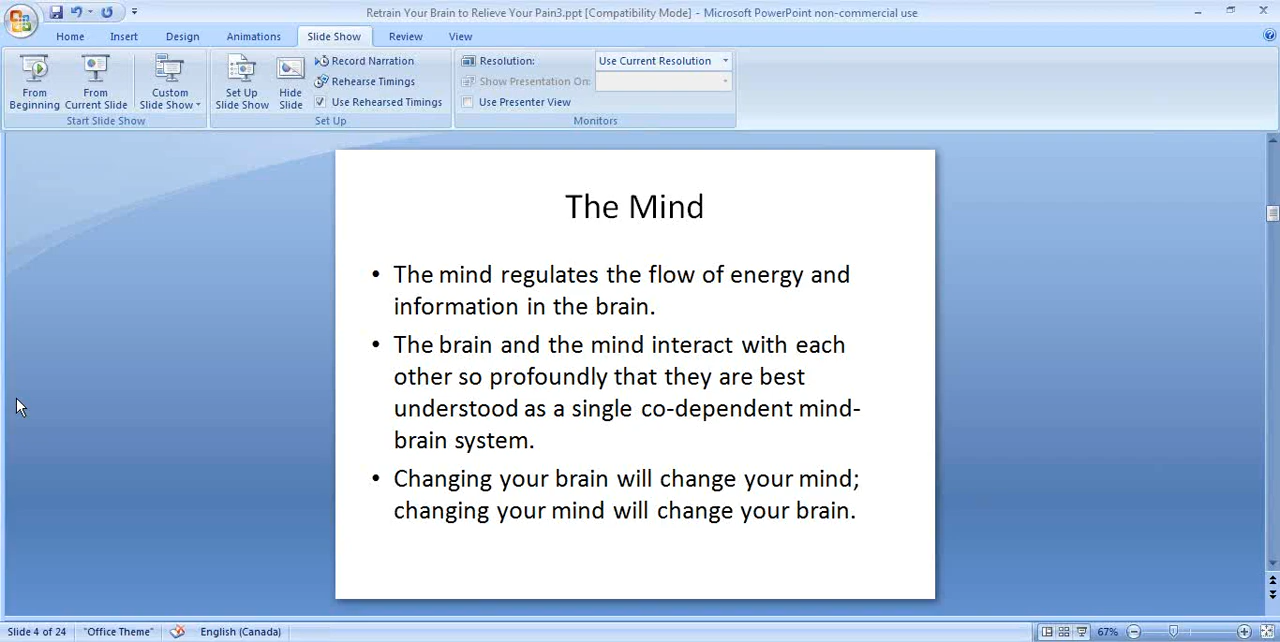 Retrain Your Brain to Relieve Your Pain3.ppt [Compatibility Mode] - Microsoft PowerPoint non-commercial use
Home Insert Design Animations Slide Show Review View
From Beginning
From Current Slide
Custom Slide Show
Start Slide Show
Set Up Slide Show
Hide Slide
Record Narration
Rehearse Timings
Use Rehearsed Timings
Set Up
Resolution: Use Current Resolution
Show Presentation On:
Use Presenter View
Monitors
The Mind
• The mind regulates the flow of energy and
information in the brain.
• The brain and the mind interact with each
other so profoundly that they are best
understood as a single co-dependent mind-
brain system.
• Changing your brain will change your mind;
changing your mind will change your brain.
Slide 4 of 24 "Office Theme" English (Canada) 67%